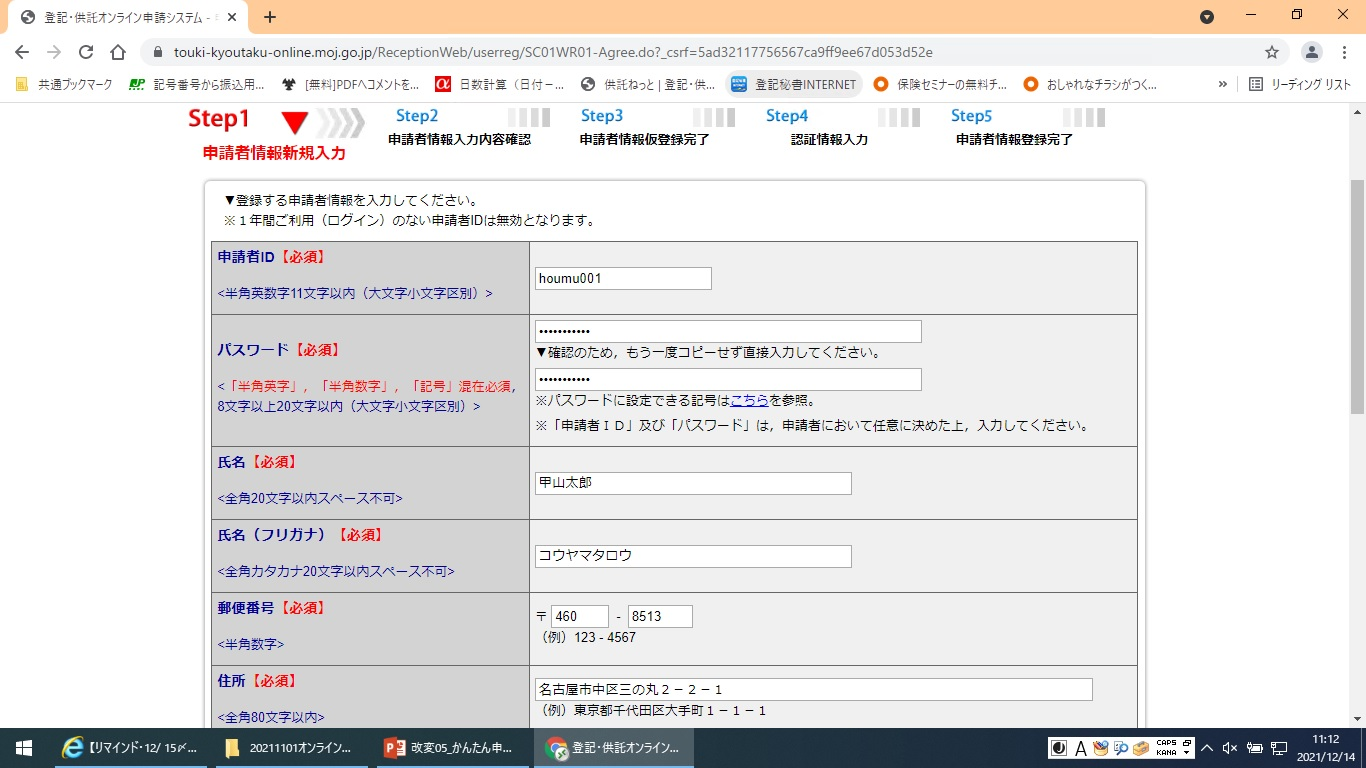 登記・供託オンライン申請システム -
touki-kyoutaku-online.moj.go.jp/ReceptionWeb/userreg/SC01WR01-Agree.do?_csrf=5ad32117756567ca9ff9ee67d053d52e
共通ブックマーク 記号番号から振込用... [無料]PDFへコメントを... 日数計算（日付－... 供託ねっと | 登記・供... 登記秘書INTERNET 保険セミナーの無料チ... おしゃれなチラシがつく... » リーディング リスト
Step1 Step2 Step3 Step4 Step5
申請者情報新規入力 申請者情報入力内容確認 申請者情報仮登録完了 認証情報入力 申請者情報登録完了
▼登録する申請者情報を入力してください。
※１年間ご利用（ログイン）のない申請者IDは無効となります。
申請者ID【必須】
<半角英数字11文字以内（大文字小文字区別）>
houmu001
パスワード【必須】
<「半角英字」，「半角数字」，「記号」混在必須，
8文字以上20文字以内（大文字小文字区別）>
•••••••••••
▼確認のため，もう一度コピーせず直接入力してください。
•••••••••••
※パスワードに設定できる記号はこちらを参照。
※「申請者ＩＤ」及び「パスワード」は，申請者において任意に決めた上，入力してください。
氏名【必須】
<全角20文字以内スペース不可>
甲山太郎
氏名（フリガナ）【必須】
<全角カタカナ20文字以内スペース不可>
コウヤマタロウ
郵便番号【必須】
<半角数字>
〒 460 - 8513
（例）123 - 4567
住所【必須】
<全角80文字以内>
名古屋市中区三の丸２－２－１
（例）東京都千代田区大手町１－１－１
【リマインド・12/ 15〆... 20211101オンライン... 改変05_かんたん申... 登記・供託オンライン... A CAPS KANA 11:12
2021/12/14